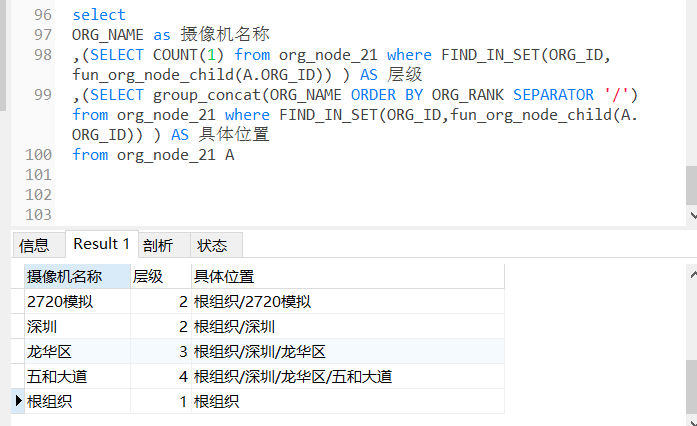 96 select
97 ORG_NAME as 摄像机名称
98 ,(SELECT COUNT(1) from org_node_21 where FIND_IN_SET(ORG_ID,
fun_org_node_child(A.ORG_ID)) ) AS 层级
99 ,(SELECT group_concat(ORG_NAME ORDER BY ORG_RANK SEPARATOR '/')
from org_node_21 where FIND_IN_SET(ORG_ID,fun_org_node_child(A.
ORG_ID)) ) AS 具体位置
100 from org_node_21 A
101
102
103
信息 Result 1 剖析 状态
摄像机名称 层级 具体位置
2720模拟 2 根组织/2720模拟
深圳 2 根组织/深圳
龙华区 3 根组织/深圳/龙华区
五和大道 4 根组织/深圳/龙华区/五和大道
根组织 1 根组织